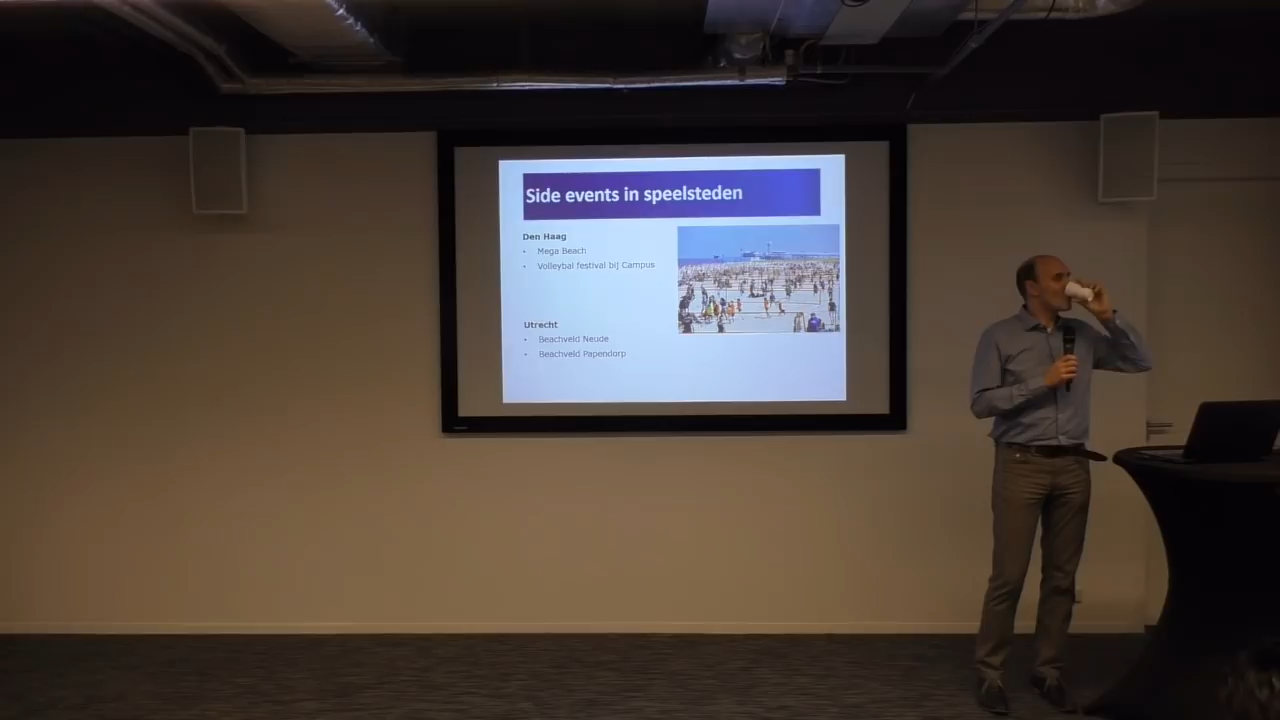 Side events in speelsteden
Den Haag
• Mega Beach
• Volleybal festival bij Campus
Utrecht
• Beachveld Neude
• Beachveld Papendorp